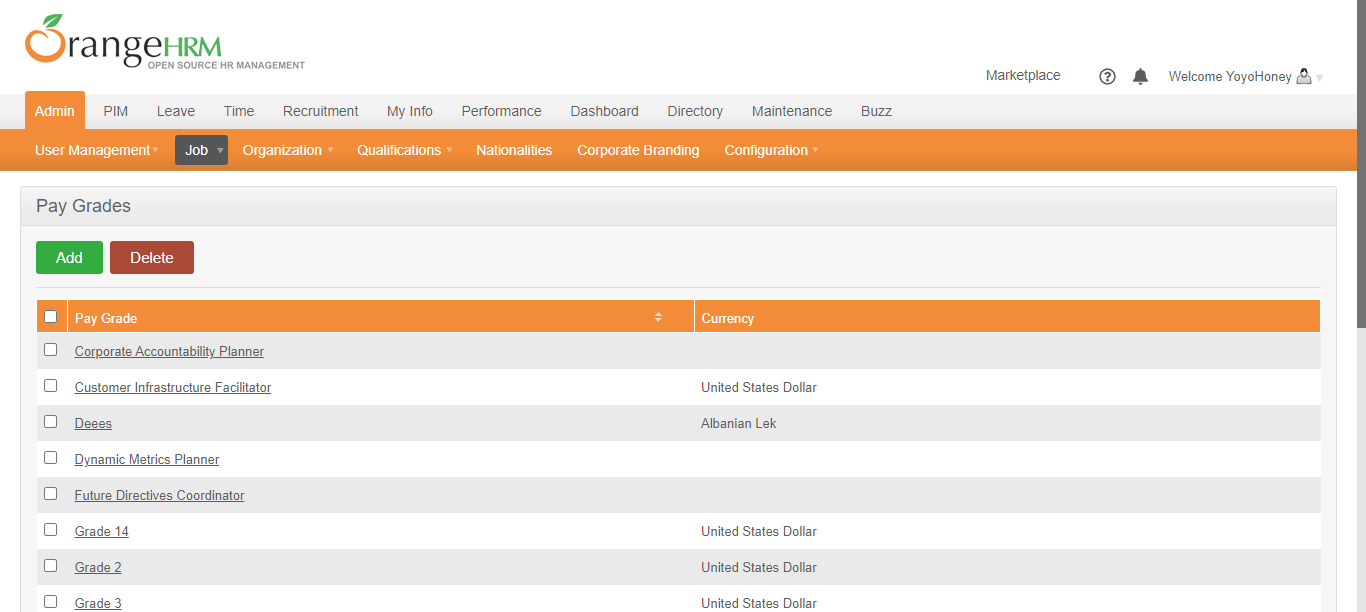 OrangeHRM
OPEN SOURCE HR MANAGEMENT
Marketplace ? Welcome YoyoHoney
Admin PIM Leave Time Recruitment My Info Performance Dashboard Directory Maintenance Buzz
User Management Job Organization Qualifications Nationalities Corporate Branding Configuration
Pay Grades
Add Delete
Pay Grade Currency
Corporate Accountability Planner
Customer Infrastructure Facilitator United States Dollar
Deees Albanian Lek
Dynamic Metrics Planner
Future Directives Coordinator
Grade 14 United States Dollar
Grade 2 United States Dollar
Grade 3 United States Dollar